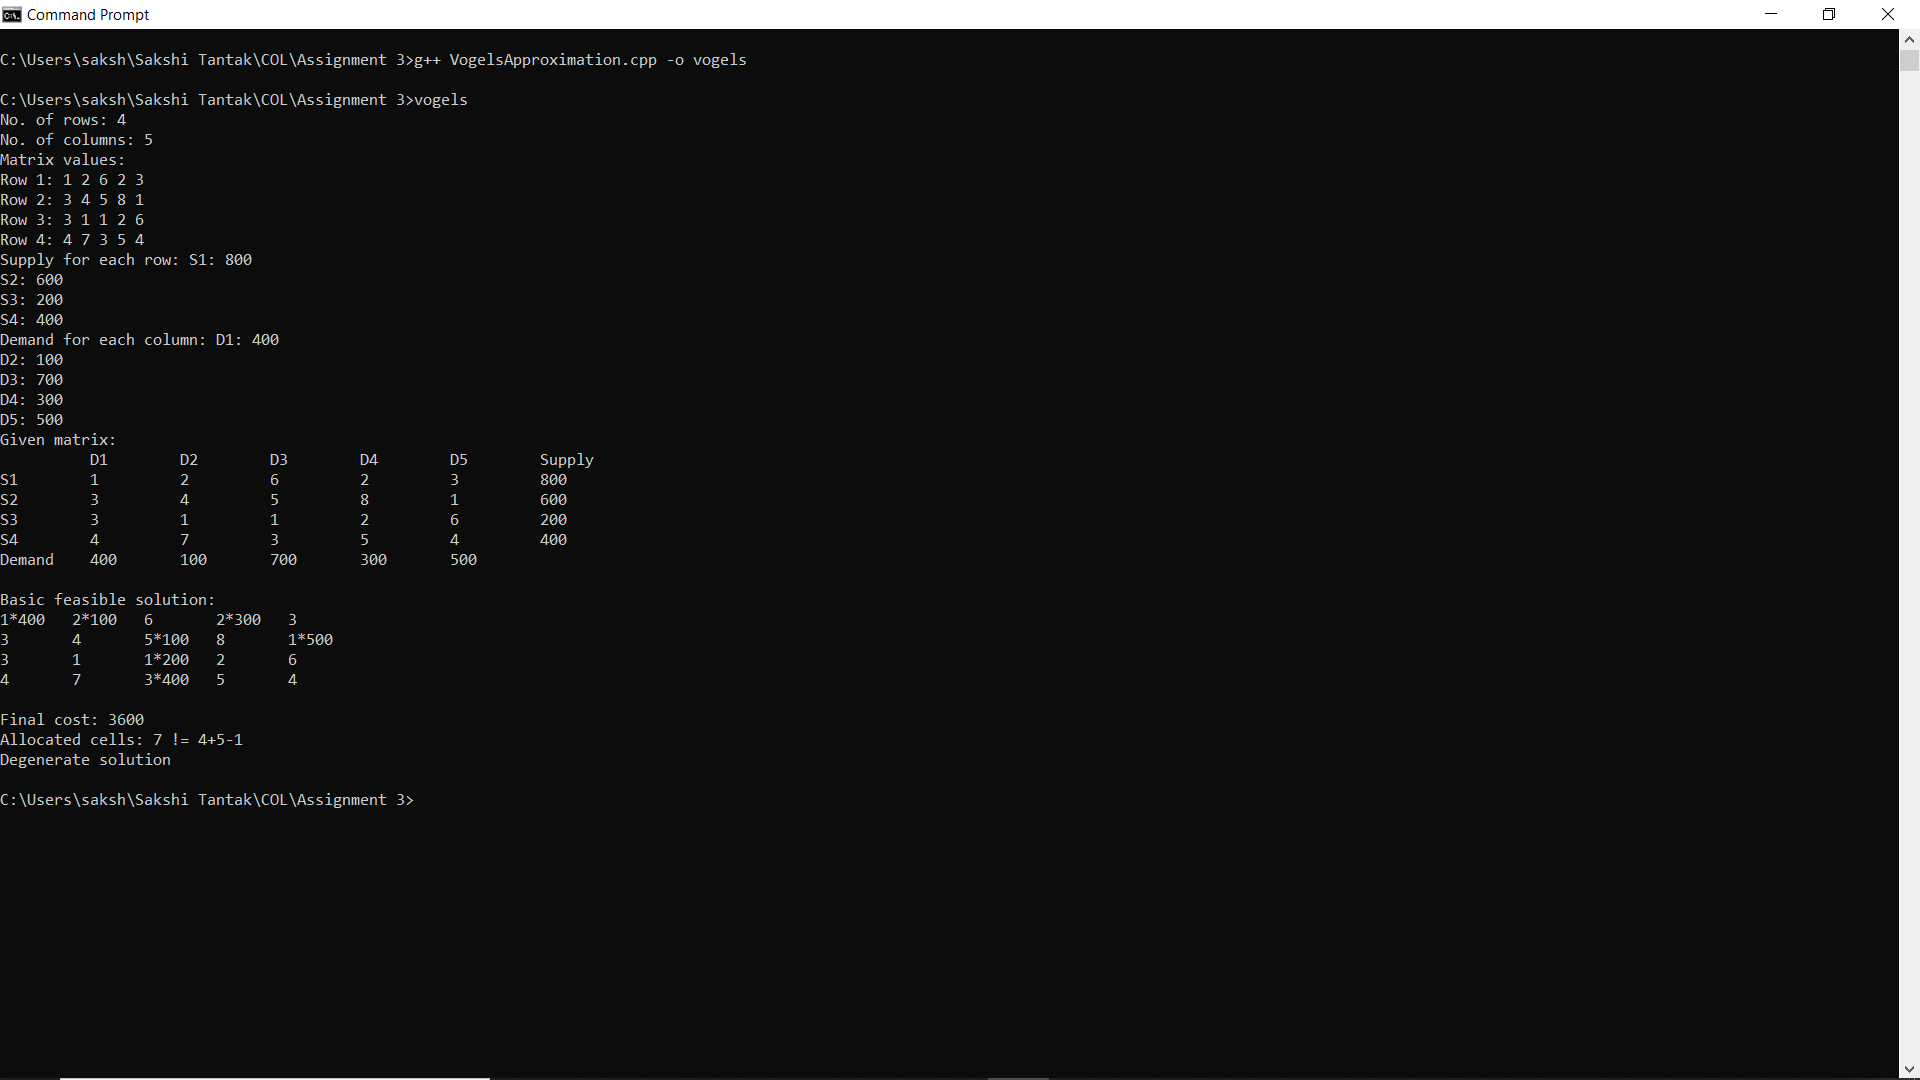 Command Prompt
C:\Users\saksh\Sakshi Tantak\COL\Assignment 3>g++ VogelsApproximation.cpp -o vogels
C:\Users\saksh\Sakshi Tantak\COL\Assignment 3>vogels
No. of rows: 4
No. of columns: 5
Matrix values:
Row 1: 1 2 6 2 3
Row 2: 3 4 5 8 1
Row 3: 3 1 1 2 6
Row 4: 4 7 3 5 4
Supply for each row: S1: 800
S2: 600
S3: 200
S4: 400
Demand for each column: D1: 400
D2: 100
D3: 700
D4: 300
D5: 500
Given matrix:
D1 D2 D3 D4 D5 Supply
S1 1 2 6 2 3 800
S2 3 4 5 8 1 600
S3 3 1 1 2 6 200
S4 4 7 3 5 4 400
Demand 400 100 700 300 500
Basic feasible solution:
1*400 2*100 6 2*300 3
3 4 5*100 8 1*500
3 1 1*200 2 6
4 7 3*400 5 4
Final cost: 3600
Allocated cells: 7 != 4+5-1
Degenerate solution
C:\Users\saksh\Sakshi Tantak\COL\Assignment 3>